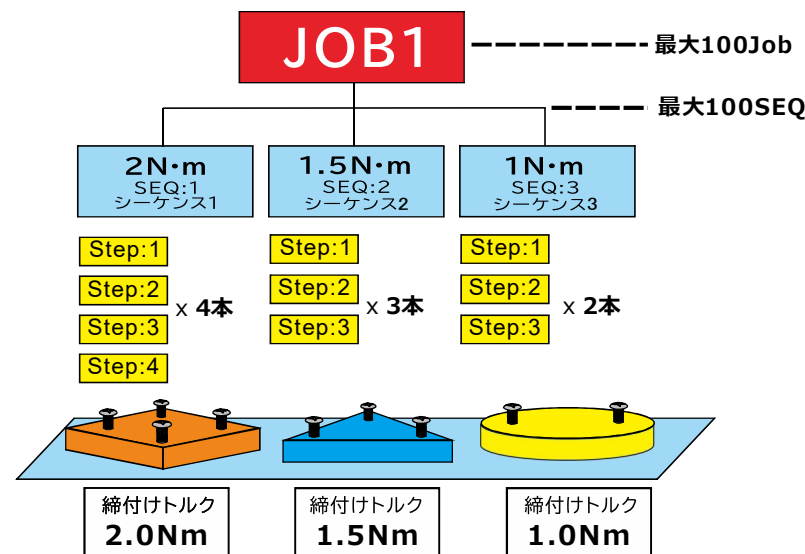 JOB1
最大100Job
最大100SEQ
2N・m
SEQ:1
シーケンス1
1.5N・m
SEQ:2
シーケンス2
1N・m
SEQ:3
シーケンス3
Step:1
Step:2
Step:3
Step:4
x 4本
Step:1
Step:2
Step:3
x 3本
Step:1
Step:2
Step:3
x 2本
締付けトルク
2.0Nm
締付けトルク
1.5Nm
締付けトルク
1.0Nm